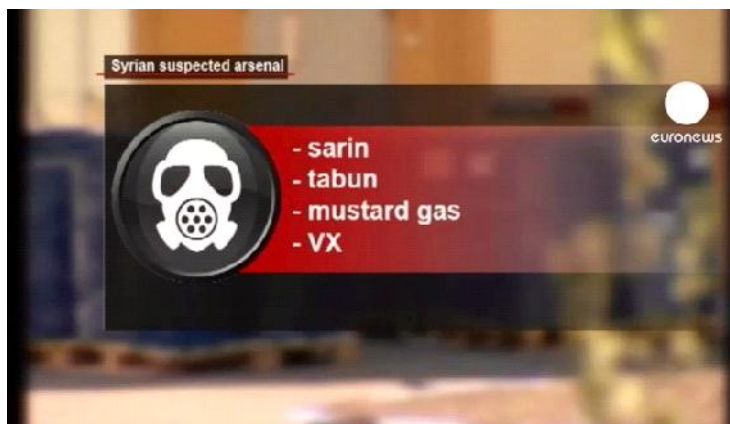 Syrian suspected arsenal
euronews
- sarin
- tabun
- mustard gas
- VX